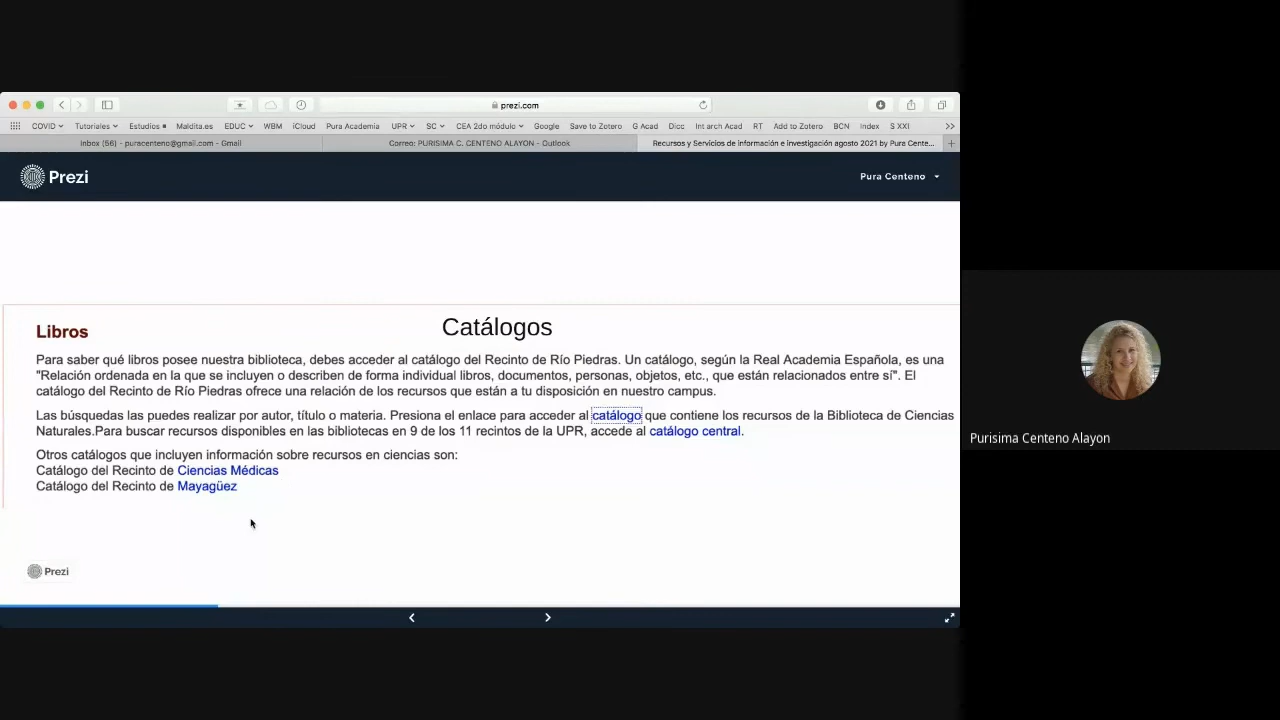 prezi.com
COVID Tutoriales Estudios Maldita.es EDUC WBM iCloud Pura Academia UPR SC CEA 2do módulo Google Save to Zotero G Acad Dicc Int arch Acad RT Add to Zotero BCN Index S XXI
Inbox (56) - puracenteno@gmail.com - Gmail Correo: PURISIMA C. CENTENO ALAYON - Outlook Recursos y Servicios de información e investigación agosto 2021 by Pura Cente...
Prezi Pura Centeno
Libros Catálogos
Para saber qué libros posee nuestra biblioteca, debes acceder al catálogo del Recinto de Río Piedras. Un catálogo, según la Real Academia Española, es una
"Relación ordenada en la que se incluyen o describen de forma individual libros, documentos, personas, objetos, etc., que están relacionados entre sí". El
catálogo del Recinto de Río Piedras ofrece una relación de los recursos que están a tu disposición en nuestro campus.
Las búsquedas las puedes realizar por autor, título o materia. Presiona el enlace para acceder al catálogo que contiene los recursos de la Biblioteca de Ciencias
Naturales.Para buscar recursos disponibles en las bibliotecas en 9 de los 11 recintos de la UPR, accede al catálogo central.
Otros catálogos que incluyen información sobre recursos en ciencias son:
Catálogo del Recinto de Ciencias Médicas
Catálogo del Recinto de Mayagüez
Prezi
Purisima Centeno Alayon